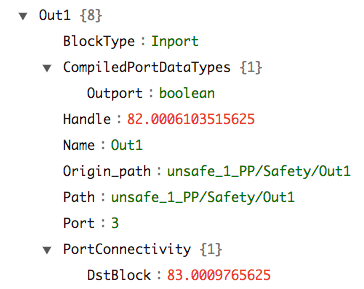 ▼ Out1 {8}
BlockType : Inport
▼ CompiledPortDataTypes {1}
Outport : boolean
Handle : 82.0006103515625
Name : Out1
Origin_path : unsafe_1_PP/Safety/Out1
Path : unsafe_1_PP/Safety/Out1
Port : 3
▼ PortConnectivity {1}
DstBlock : 83.0009765625